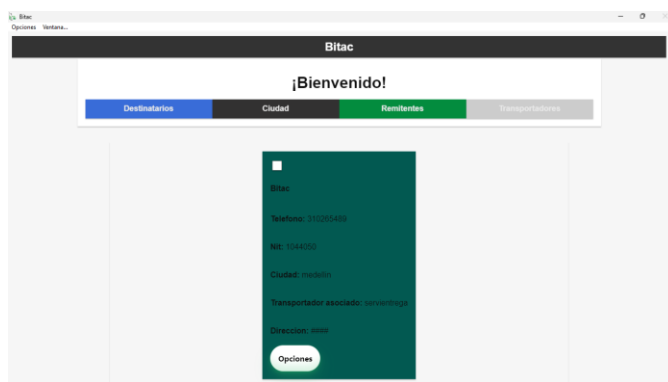 Bitac
Opciones Ventana...
Bitac
¡Bienvenido!
Destinatarios Ciudad Remitentes Transportadores
Bitac
Telefono: 310265489
Nit: 1044050
Ciudad: medellin
Transportador asociado: servientrega
Direccion: ####
Opciones